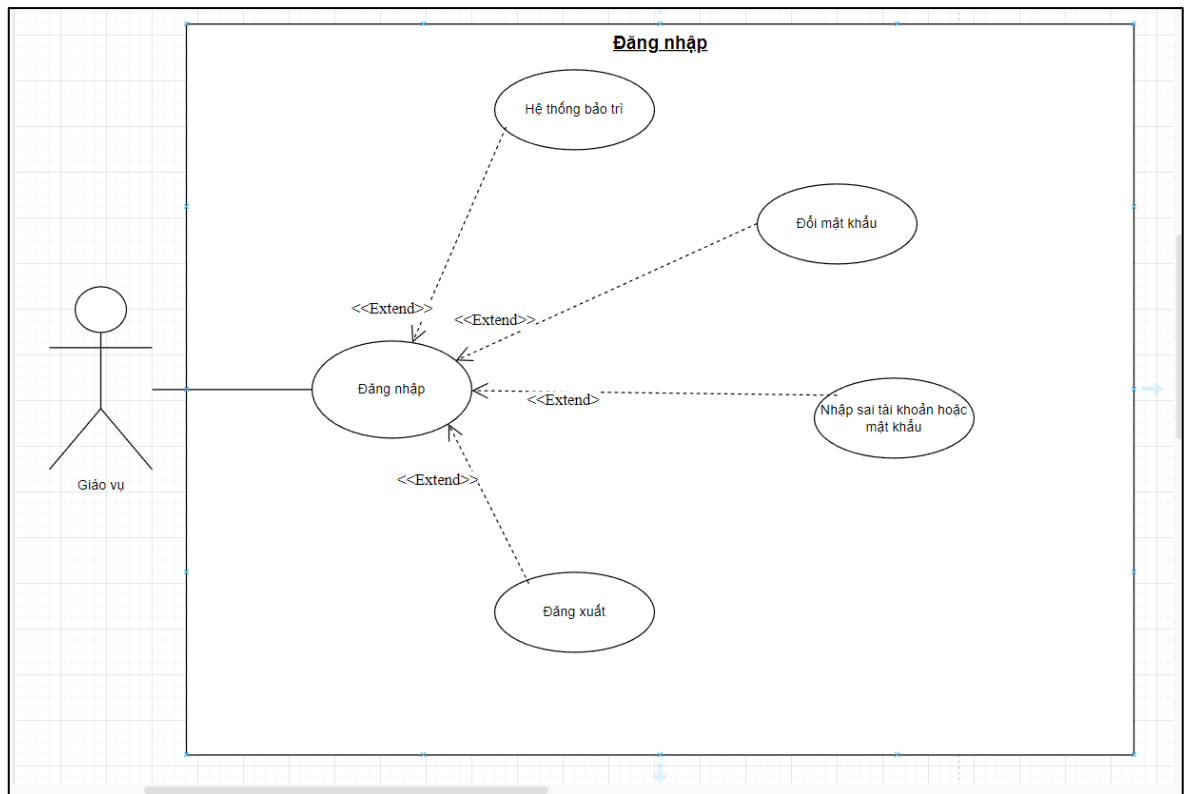 Đăng nhập
Hệ thống bảo trì
Đổi mật khẩu
<<Extend>>
<<Extend>>
Đăng nhập
<<Extend>
Nhập sai tài khoản hoặc
mật khẩu
<<Extend>>
Giáo vụ
Đăng xuất